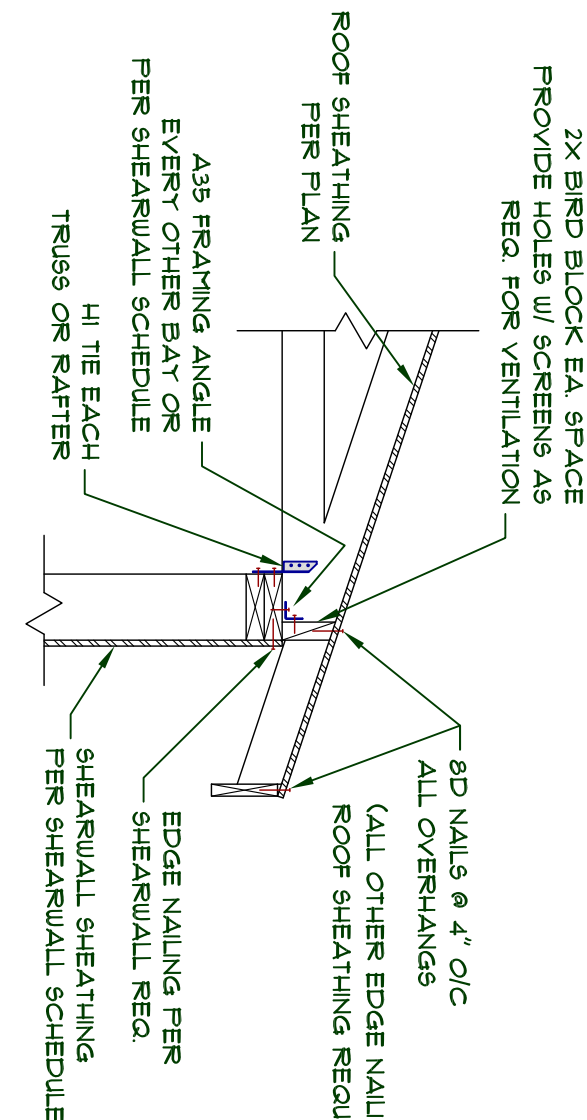 2X BIRD BLOCK EA. SPACE
PROVIDE HOLES W/ SCREENS AS
REQ. FOR VENTILATION
ROOF SHEATHING
PER PLAN
A35 FRAMING ANGLE
EVERY OTHER BAY OR
PER SHEARWALL SCHEDULE
H1 TIE EACH
TRUSS OR RAFTER
8D NAILS @ 4" O/C
ALL OVERHANGS
(ALL OTHER EDGE NAILI
ROOF SHEATHING REQU
EDGE NAILING PER
SHEARWALL REQ.
SHEARWALL SHEATHING
PER SHEARWALL SCHEDULE